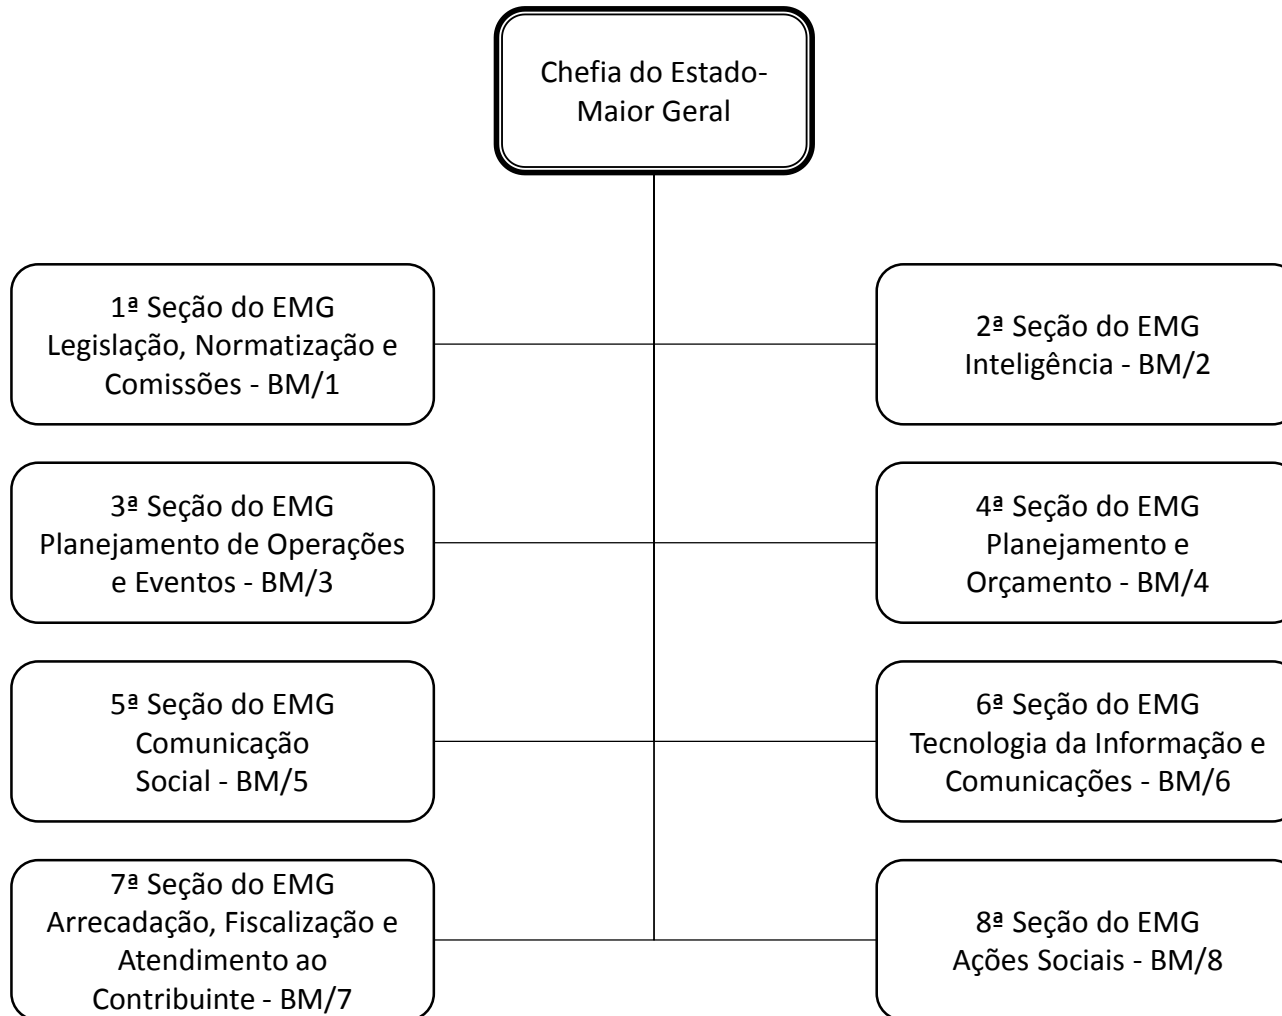 Chefia do Estado-
Maior Geral
1ª Seção do EMG
Legislação, Normatização e
Comissões - BM/1
2ª Seção do EMG
Inteligência - BM/2
3ª Seção do EMG
Planejamento de Operações
e Eventos - BM/3
4ª Seção do EMG
Planejamento e
Orçamento - BM/4
5ª Seção do EMG
Comunicação
Social - BM/5
6ª Seção do EMG
Tecnologia da Informação e
Comunicações - BM/6
7ª Seção do EMG
Arrecadação, Fiscalização e
Atendimento ao
Contribuinte - BM/7
8ª Seção do EMG
Ações Sociais - BM/8